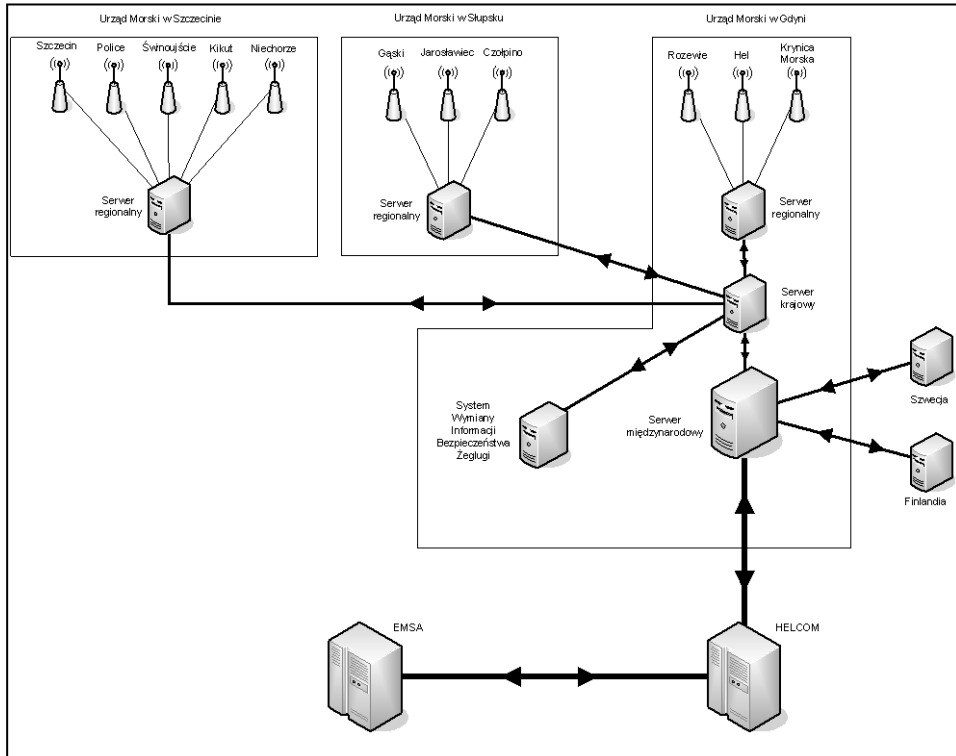 Urząd Morski w Szczecinie
Urząd Morski w Słupsku
Urząd Morski w Gdyni
Szczecin
Police
Świnoujście
Kikut
Niechorze
Gąski
Jarosławiec
Czołpino
Rozewie
Hel
Krynica
Morska
Serwer
regionalny
Serwer
regionalny
Serwer
regionalny
Serwer
krajowy
System
Wymiany
Informacji
Bezpieczeństwa
Żeglugi
Serwer
międzynarodowy
Szwecja
Finlandia
EMSA
HELCOM